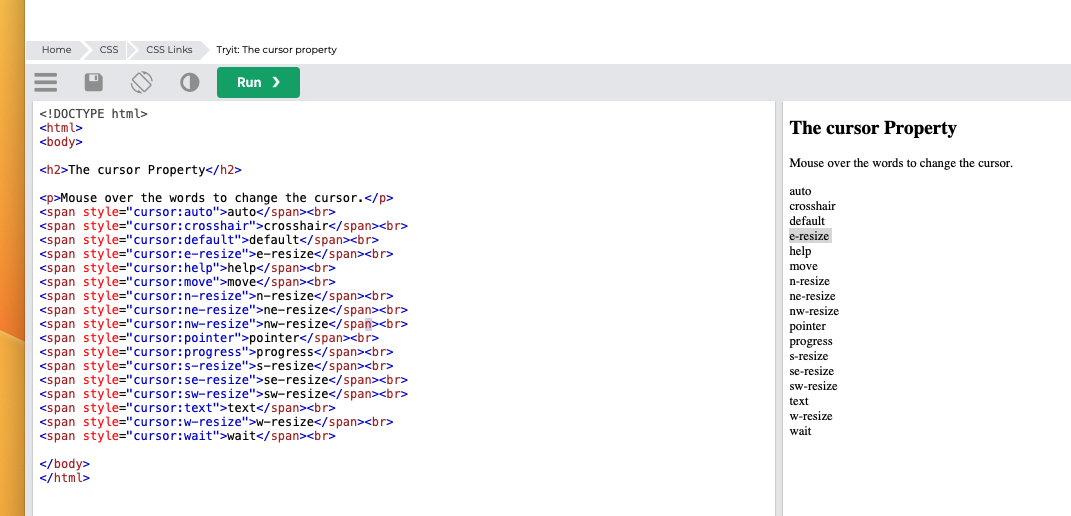 Home CSS CSS Links Tryit: The cursor property
Run ❯
<!DOCTYPE html>
<html>
<body>
<h2>The cursor Property</h2>
<p>Mouse over the words to change the cursor.</p>
<span style="cursor:auto">auto</span><br>
<span style="cursor:crosshair">crosshair</span><br>
<span style="cursor:default">default</span><br>
<span style="cursor:e-resize">e-resize</span><br>
<span style="cursor:help">help</span><br>
<span style="cursor:move">move</span><br>
<span style="cursor:n-resize">n-resize</span><br>
<span style="cursor:ne-resize">ne-resize</span><br>
<span style="cursor:nw-resize">nw-resize</span><br>
<span style="cursor:pointer">pointer</span><br>
<span style="cursor:progress">progress</span><br>
<span style="cursor:s-resize">s-resize</span><br>
<span style="cursor:se-resize">se-resize</span><br>
<span style="cursor:sw-resize">sw-resize</span><br>
<span style="cursor:text">text</span><br>
<span style="cursor:w-resize">w-resize</span><br>
<span style="cursor:wait">wait</span><br>
</body>
</html>
The cursor Property
Mouse over the words to change the cursor.
auto
crosshair
default
e-resize
help
move
n-resize
ne-resize
nw-resize
pointer
progress
s-resize
se-resize
sw-resize
text
w-resize
wait